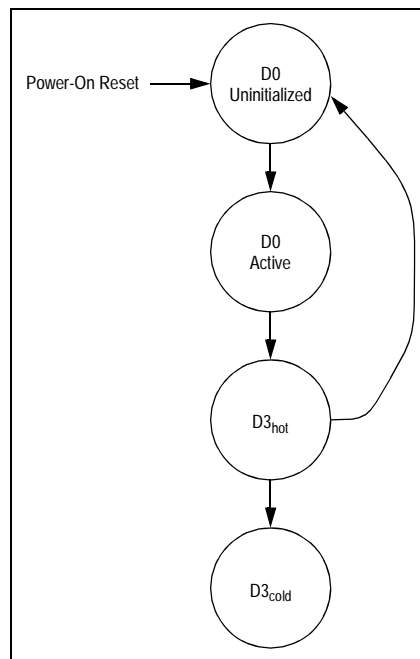 Power-On Reset
D0
Uninitialized
D0
Active
D3hot
D3cold